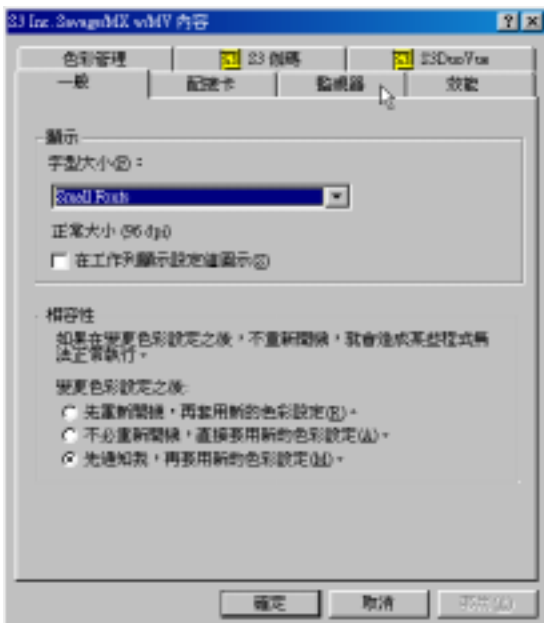 S3 Inc. Savage/MX w/MV 內容
色彩管理
S3 伽瑪
S3DuoVue
一般
配接卡
監視器
效能
顯示
字型大小(F)：
Small Fonts
正常大小 (96 dpi)
在工作列顯示設定值圖示(S)
相容性
如果在變更色彩設定之後，不重新開機，就會造成某些程式無
法正常執行。
變更色彩設定之後:
先重新開機，再套用新的色彩設定(R)。
不必重新開機，直接套用新的色彩設定(A)。
先通知我，再套用新的色彩設定(M)。
確定
取消
套用(A)